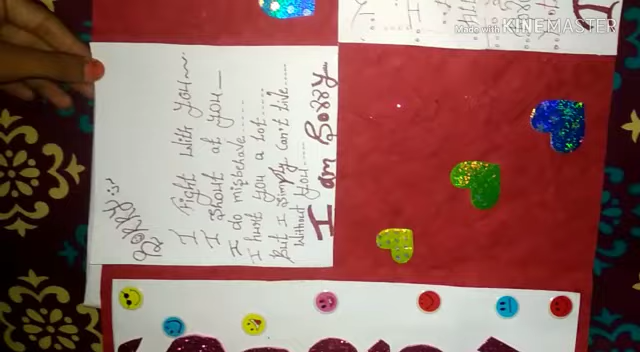 Sorry :-
I Fight with YOU~
I Shout at YOU—
I do misbehave.....
I hurt you a lot.....
But I simply can't live.....
Without you.....
I am Sorry...
Made with KINEMASTER